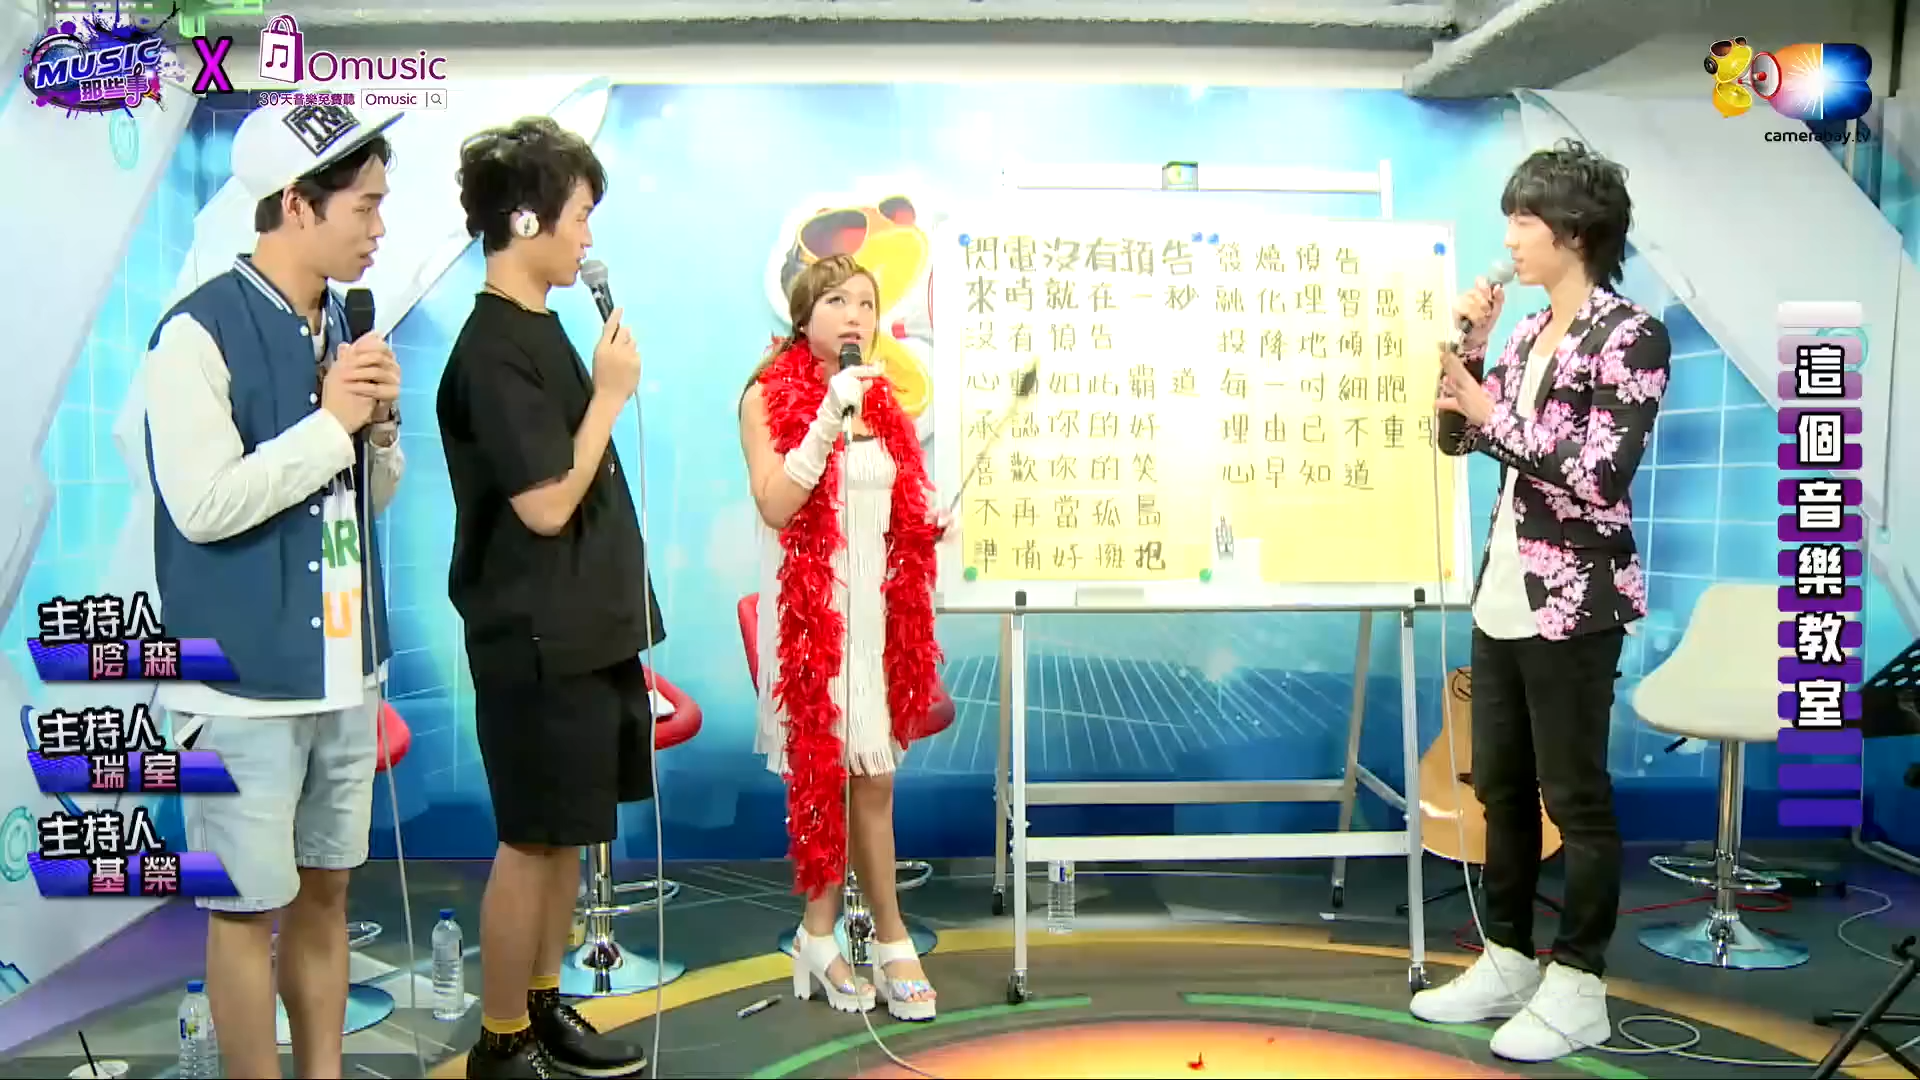 MUSIC
那些事
X
Omusic
30天音樂免費聽 Omusic
camerabay.tv
閃電沒有預告
來時就在一秒
沒有預告
心動如此霸道
承認你的好
喜歡你的笑
不再當孤島
準備好擁抱
發燒預告
融化理智思考
投降地傾倒
每一吋細胞
理由已不重要
心早知道
這個音樂教室
主持人
陰森
主持人
瑞室
主持人
基榮